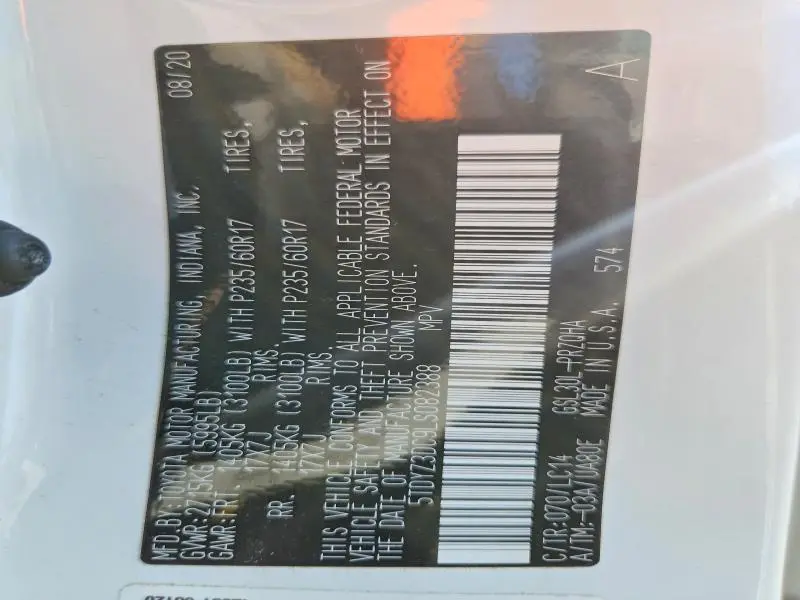 MFD.BY:TOYOTA MOTOR MANUFACTURING, INDIANA, INC. 08/20
GVWR:2715KG (5995LB)
GAWR:FRT. 1405KG (3100LB) WITH P235/60R17 TIRES,
17X7J RIMS.
RR. 1405KG (3100LB) WITH P235/60R17 TIRES,
17X7J RIMS.
THIS VEHICLE CONFORMS TO ALL APPLICABLE FEDERAL MOTOR
VEHICLE SAFETY AND THEFT PREVENTION STANDARDS IN EFFECT ON
THE DATE OF MANUFACTURE SHOWN ABOVE.
MPV
C/TR:070/LC14 GSL30L-PRZQHA
A/TM:-03A/UA80E MADE IN U.S.A. 574 A